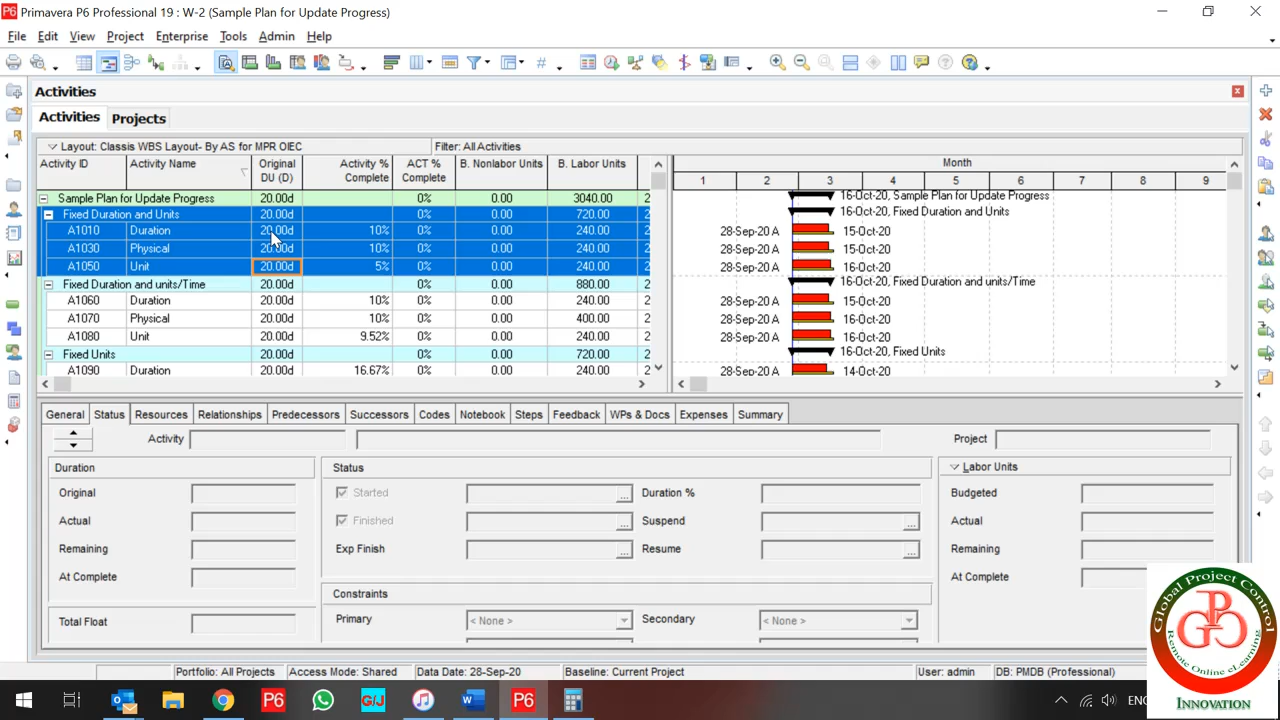 Primavera P6 Professional 19 : W-2 (Sample Plan for Update Progress)
File Edit View Project Enterprise Tools Admin Help
Activities
Activities Projects
Layout: Classis WBS Layout- By AS for MPR OIEC Filter: All Activities
Activity ID Activity Name Original DU (D) Activity % Complete ACT % Complete B. Nonlabor Units B. Labor Units Month
1 2 3 4 5 6 7 8 9
Sample Plan for Update Progress 20.00d 0% 0.00 3040.00 2 16-Oct-20, Sample Plan for Update Progress
Fixed Duration and Units 20.00d 0% 0.00 720.00 2 16-Oct-20, Fixed Duration and Units
A1010 Duration 20.00d 10% 0% 0.00 240.00 2 28-Sep-20 A 15-Oct-20
A1030 Physical 20.00d 10% 0% 0.00 240.00 2 28-Sep-20 A 15-Oct-20
A1050 Unit 20.00d 5% 0% 0.00 240.00 2 28-Sep-20 A 16-Oct-20
Fixed Duration and units/Time 20.00d 0% 0.00 880.00 2 16-Oct-20, Fixed Duration and units/Time
A1060 Duration 20.00d 10% 0% 0.00 240.00 2 28-Sep-20 A 15-Oct-20
A1070 Physical 20.00d 10% 0% 0.00 400.00 2 28-Sep-20 A 15-Oct-20
A1080 Unit 20.00d 9.52% 0% 0.00 240.00 2 28-Sep-20 A 16-Oct-20
Fixed Units 20.00d 0% 0.00 720.00 2 16-Oct-20, Fixed Units
A1090 Duration 20.00d 16.67% 0% 0.00 240.00 2 28-Sep-20 A 14-Oct-20
General Status Resources Relationships Predecessors Successors Codes Notebook Steps Feedback WPs & Docs Expenses Summary
Activity Project
Duration Status Labor Units
Original Started Duration % Budgeted
Actual Finished Suspend Actual
Remaining Exp Finish Resume Remaining
At Complete At Complete
Constraints
Total Float Primary < None > Secondary < None >
Portfolio: All Projects Access Mode: Shared Data Date: 28-Sep-20 Baseline: Current Project User: admin DB: PMDB (Professional)
ENG
Global Project Control
GPC
Remote Online eLearning
INNOVATION